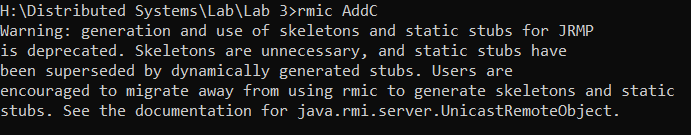 H:\Distributed Systems\Lab\Lab 3>rmic AddC
Warning: generation and use of skeletons and static stubs for JRMP
is deprecated. Skeletons are unnecessary, and static stubs have
been superseded by dynamically generated stubs. Users are
encouraged to migrate away from using rmic to generate skeletons and static
stubs. See the documentation for java.rmi.server.UnicastRemoteObject.